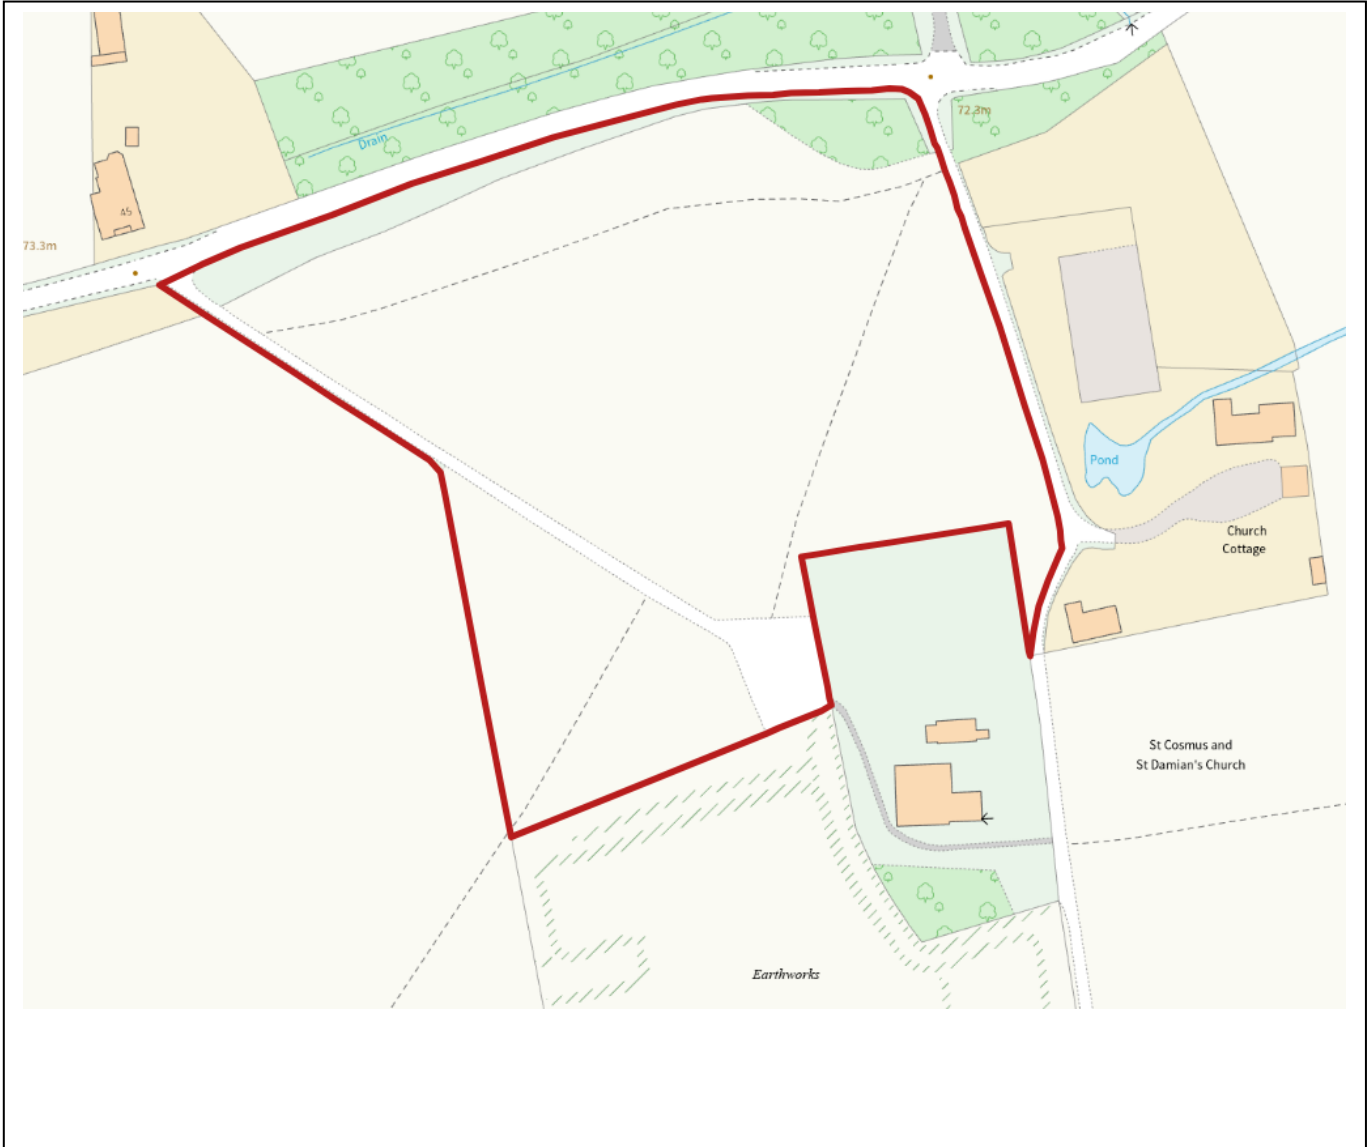 72.3m
Drain
45
73.3m
Pond
Church
Cottage
St Cosmus and
St Damian's Church
Earthworks